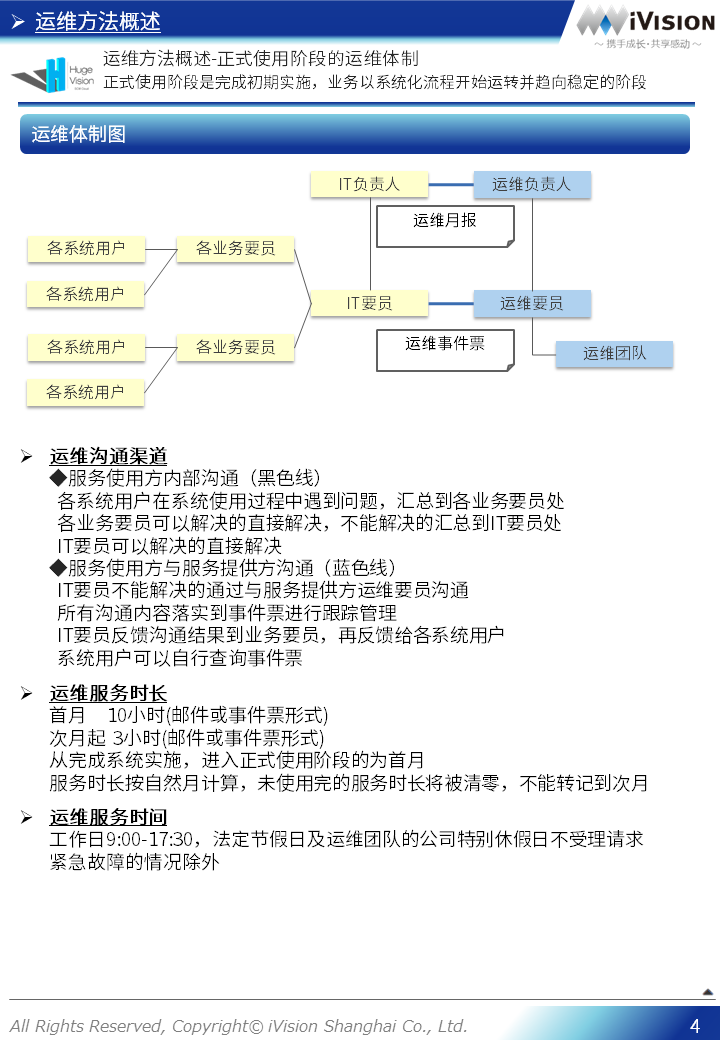 运维方法概述
iVISION
～ 携手成长·共享感动 ～
Huge
Vision
运维方法概述-正式使用阶段的运维体制
正式使用阶段是完成初期实施，业务以系统化流程开始运转并趋向稳定的阶段
运维体制图
IT负责人
运维负责人
运维月报
各系统用户
各业务要员
各系统用户
IT要员
运维要员
各系统用户
各业务要员
运维事件票
运维团队
各系统用户
运维沟通渠道
◆服务使用方内部沟通（黑色线）
各系统用户在系统使用过程中遇到问题，汇总到各业务要员处
各业务要员可以解决的直接解决，不能解决的汇总到IT要员处
IT要员可以解决的直接解决
◆服务使用方与服务提供方沟通（蓝色线）
IT要员不能解决的通过与服务提供方运维要员沟通
所有沟通内容落实到事件票进行跟踪管理
IT要员反馈沟通结果到业务要员，再反馈给各系统用户
系统用户可以自行查询事件票
运维服务时长
首月 10小时(邮件或事件票形式)
次月起 3小时(邮件或事件票形式)
从完成系统实施，进入正式使用阶段的为首月
服务时长按自然月计算，未使用完的服务时长将被清零，不能转记到次月
运维服务时间
工作日9:00-17:30，法定节假日及运维团队的公司特别休假日不受理请求
紧急故障的情况除外
All Rights Reserved, Copyright© iVision Shanghai Co., Ltd.
4